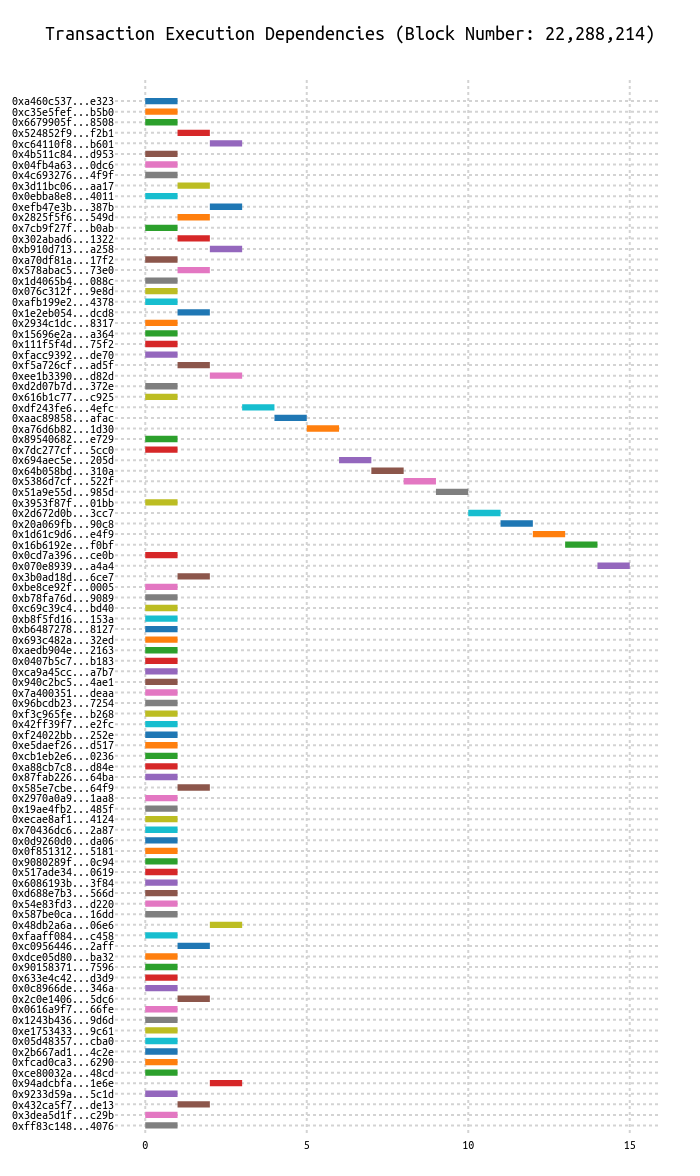 Transaction Execution Dependencies (Block Number: 22,288,214)
0xa460c537...e323
0xc35e5fef...b5b0
0x6679905f...8508
0x524852f9...f2b1
0xc64110f8...b601
0x4b511c84...d953
0x04fb4a63...0dc6
0x4c693276...4f9f
0x3d11bc06...aa17
0x0ebba8e8...4011
0xefb47e3b...387b
0x2825f5f6...549d
0x7cb9f27f...b0ab
0x302abad6...1322
0xb910d713...a258
0xa70df81a...17f2
0x578abac5...73e0
0x1d4065b4...088c
0x076c312f...9e8d
0xafb199e2...4378
0x1e2eb054...dcd8
0x2934c1dc...8317
0x15696e2a...a364
0x111f5f4d...75f2
0xfacc9392...de70
0xf5a726cf...ad5f
0xee1b3390...d82d
0xd2d07b7d...372e
0x616b1c77...c925
0xdf243fe6...4efc
0xaac89858...afac
0xa76d6b82...1d30
0x89540682...e729
0x7dc277cf...5cc0
0x694aec5e...205d
0x64b058bd...310a
0x5386d7cf...522f
0x51a9e55d...985d
0x3953f87f...01bb
0x2d672d0b...3cc7
0x20a069fb...90c8
0x1d61c9d6...e4f9
0x16b6192e...f0bf
0x0cd7a396...ce0b
0x070e8939...a4a4
0x3b0ad18d...6ce7
0xbe8ce92f...0005
0xb78fa76d...9089
0xc69c39c4...bd40
0xb8f5fd16...153a
0xb6487278...8127
0x693c482a...32ed
0xaedb904e...2163
0x0407b5c7...b183
0xca9a45cc...a7b7
0x940c2bc5...4ae1
0x7a400351...deaa
0x96bcdb23...7254
0xf3c965fe...b268
0x42ff39f7...e2fc
0xf24022bb...252e
0xe5daef26...d517
0xcb1eb2e6...0236
0xa88cb7c8...d84e
0x87fab226...64ba
0x585e7cbe...64f9
0x2970a0a9...1aa8
0x19ae4fb2...485f
0xecae8af1...4124
0x70436dc6...2a87
0x0d9260d0...da06
0x0f851312...5181
0x9080289f...0c94
0x517ade34...0619
0x6086193b...3f84
0xd688e7b3...566d
0x54e83fd3...d220
0x587be0ca...16dd
0x48db2a6a...06e6
0xfaaff084...c458
0xc0956446...2aff
0xdce05d80...ba32
0x90158371...7596
0x633e4c42...d3d9
0x0c8966de...346a
0x2c0e1406...5dc6
0x0616a9f7...66fe
0x1243b436...9d6d
0xe1753433...9c61
0x05d48357...cba0
0x2b667ad1...4c2e
0xfcad0ca3...6290
0xce80032a...48cd
0x94adcbfa...1e6e
0x9233d59a...5c1d
0x432ca5f7...de13
0x3dea5d1f...c29b
0xff83c148...4076
0 5 10 15